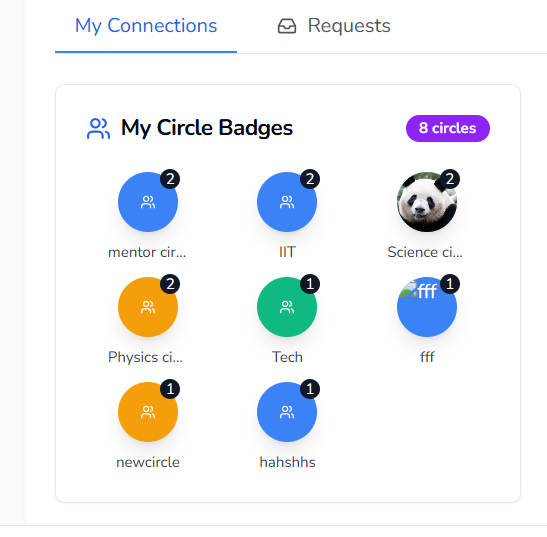 My Connections
Requests
My Circle Badges
8 circles
2
2
2
mentor cir...
IIT
Science ci...
2
1
fff
1
Physics ci...
Tech
fff
1
1
newcircle
hahshhs